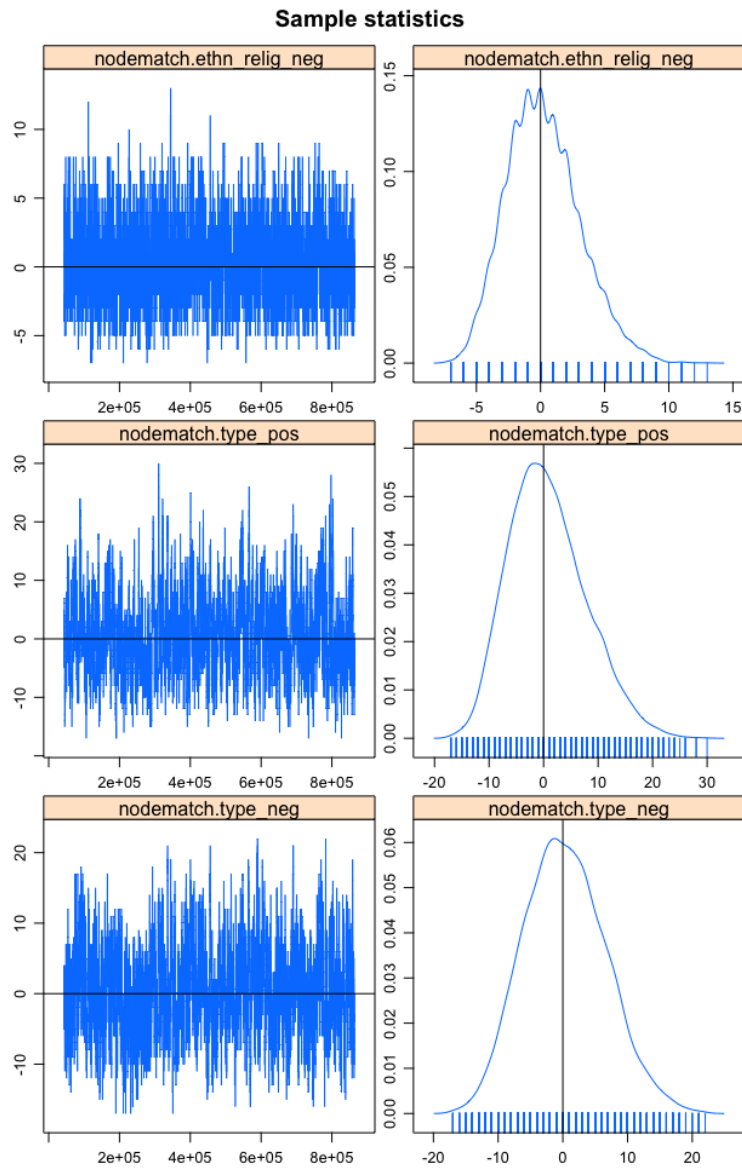 Sample statistics
nodematch.ethn_relig_neg
nodematch.ethn_relig_neg
10
5
0
-5
2e+05 4e+05 6e+05 8e+05
0.15
0.10
0.05
0.00
-5 0 5 10 15
nodematch.type_pos
nodematch.type_pos
30
20
10
0
-10
2e+05 4e+05 6e+05 8e+05
0.05
0.04
0.03
0.02
0.01
0.00
-20 -10 0 10 20 30
nodematch.type_neg
nodematch.type_neg
20
10
0
-10
2e+05 4e+05 6e+05 8e+05
0.06
0.05
0.04
0.03
0.02
0.01
0.00
-20 -10 0 10 20